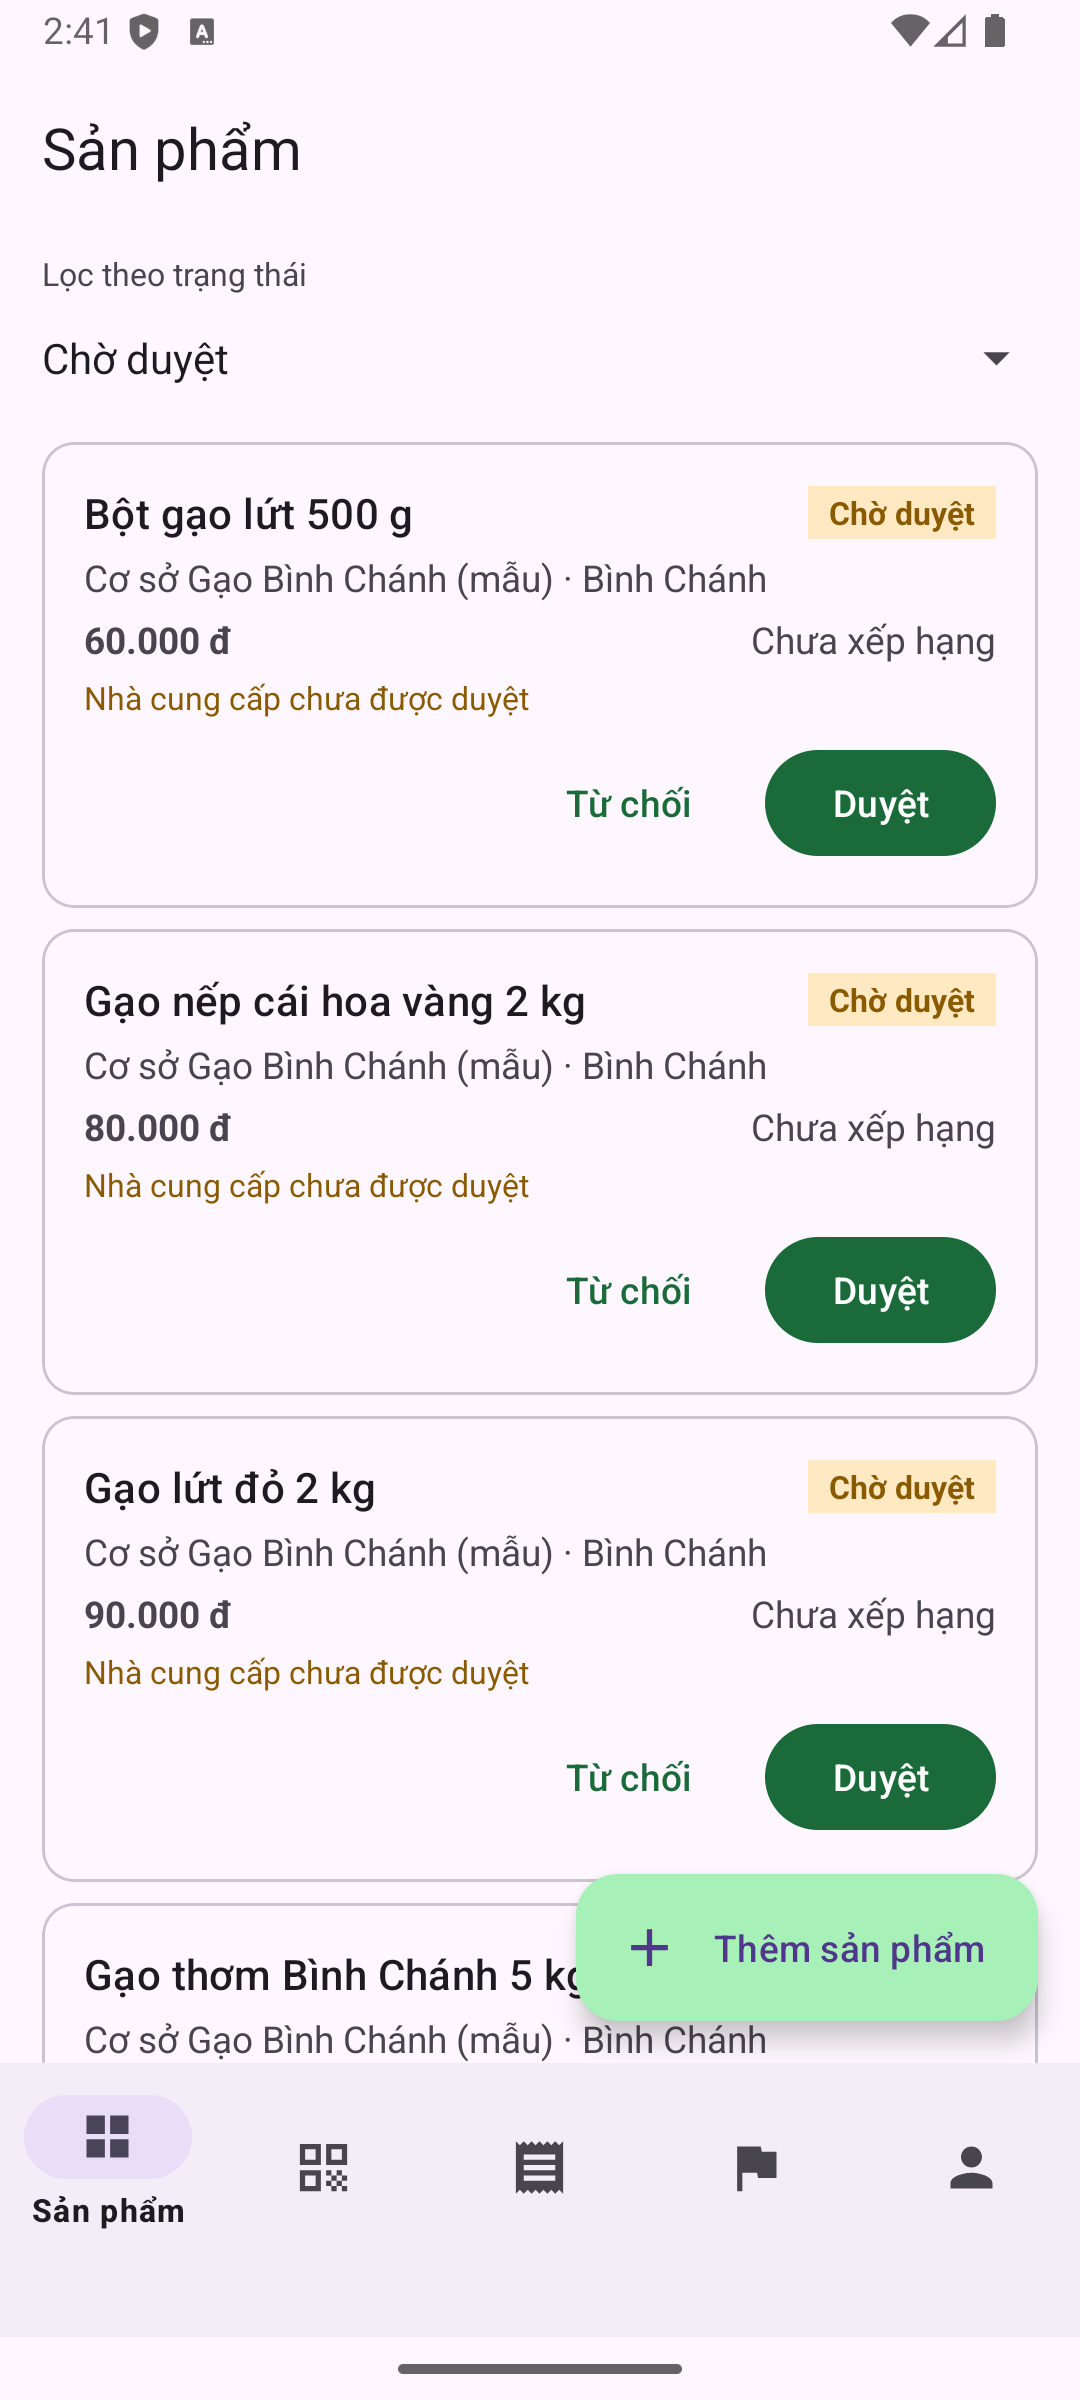 2:41
Sản phẩm
Lọc theo trạng thái
Chờ duyệt
Bột gạo lứt 500 g
Chờ duyệt
Cơ sở Gạo Bình Chánh (mẫu) · Bình Chánh
60.000 đ
Chưa xếp hạng
Nhà cung cấp chưa được duyệt
Từ chối
Duyệt
Gạo nếp cái hoa vàng 2 kg
Chờ duyệt
Cơ sở Gạo Bình Chánh (mẫu) · Bình Chánh
80.000 đ
Chưa xếp hạng
Nhà cung cấp chưa được duyệt
Từ chối
Duyệt
Gạo lứt đỏ 2 kg
Chờ duyệt
Cơ sở Gạo Bình Chánh (mẫu) · Bình Chánh
90.000 đ
Chưa xếp hạng
Nhà cung cấp chưa được duyệt
Từ chối
Duyệt
Gạo thơm Bình Chánh 5 kg
Thêm sản phẩm
Cơ sở Gạo Bình Chánh (mẫu) · Bình Chánh
Sản phẩm